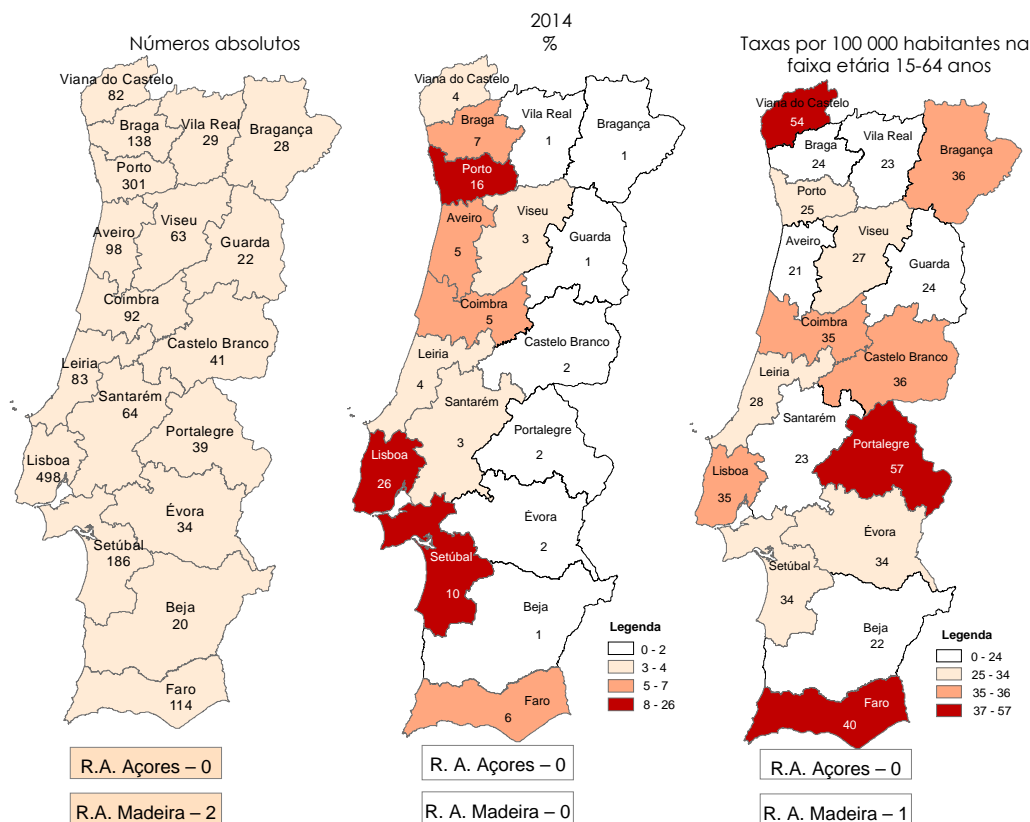 Números absolutos
Viana do Castelo
82
Braga
138
Vila Real
29
Bragança
28
Porto
301
Viseu
63
Aveiro
98
Guarda
22
Coimbra
92
Castelo Branco
41
Leiria
83
Santarém
64
Portalegre
39
Lisboa
498
Évora
34
Setúbal
186
Beja
20
Faro
114
R.A. Açores – 0
R.A. Madeira – 2
2014
%
Viana do Castelo
4
Braga
7
Vila Real
1
Bragança
1
Porto
16
Aveiro
5
Viseu
3
Guarda
1
Coimbra
5
Castelo Branco
2
Leiria
4
Santarém
3
Portalegre
2
Lisboa
26
Évora
2
Setúbal
10
Beja
1
Faro
6
Legenda
0 - 2
3 - 4
5 - 7
8 - 26
R. A. Açores – 0
R. A. Madeira – 0
Taxas por 100 000 habitantes na
faixa etária 15-64 anos
Viana do Castelo
54
Braga
24
Vila Real
23
Bragança
36
Porto
25
Aveiro
21
Viseu
27
Guarda
24
Coimbra
35
Castelo Branco
36
Leiria
28
Santarém
23
Portalegre
57
Lisboa
35
Évora
34
Setúbal
34
Beja
22
Faro
40
Legenda
0 - 24
25 - 34
35 - 36
37 - 57
R.A. Açores – 0
R. A. Madeira – 1